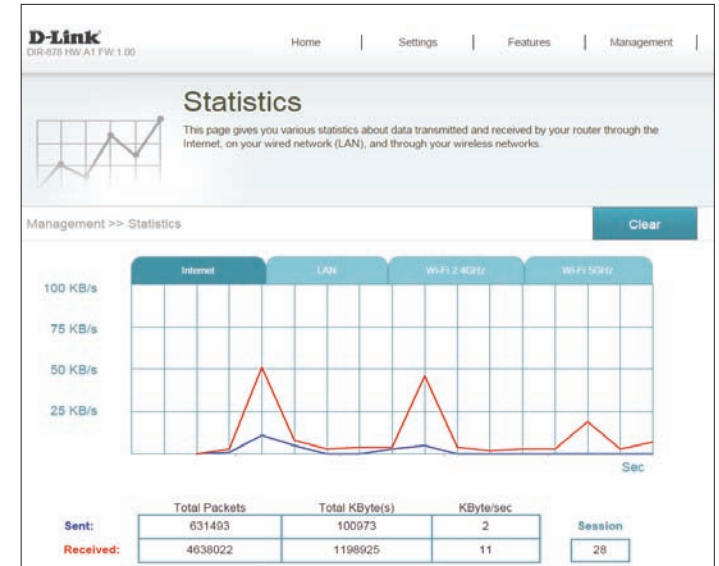 D-Link
DIR-878 HW:A1 FW:1.00
Home | Settings | Features | Management |
Statistics
This page gives you various statistics about data transmitted and received by your router through the
Internet, on your wired network (LAN), and through your wireless networks.
Management >> Statistics
Clear
Internet LAN Wi-Fi 2.4GHz Wi-Fi 5GHz
100 KB/s
75 KB/s
50 KB/s
25 KB/s
Sec
Total Packets Total KByte(s) KByte/sec
Sent: 631493 100973 2 Session
Received: 4638022 1198925 11 28